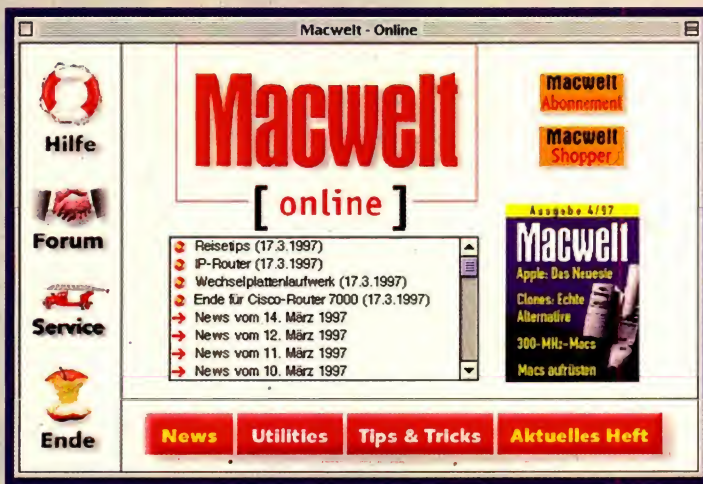 Macwelt - Online
Hilfe
Forum
Service
Ende
Macwelt
[ online ]
Reisetips (17.3.1997)
IP-Router (17.3.1997)
Wechselplattenlaufwerk (17.3.1997)
Ende für Cisco-Router 7000 (17.3.1997)
News vom 14. März 1997
News vom 12. März 1997
News vom 11. März 1997
News vom 10. März 1997
Macwelt
Abonnement
Macwelt
Shopper
Ausgabe 4/97
Macwelt
Apple: Das Neueste
Clones: Echte
Alternative
300-MHz-Macs
Macs aufrüsten
News
Utilities
Tips & Tricks
Aktuelles Heft